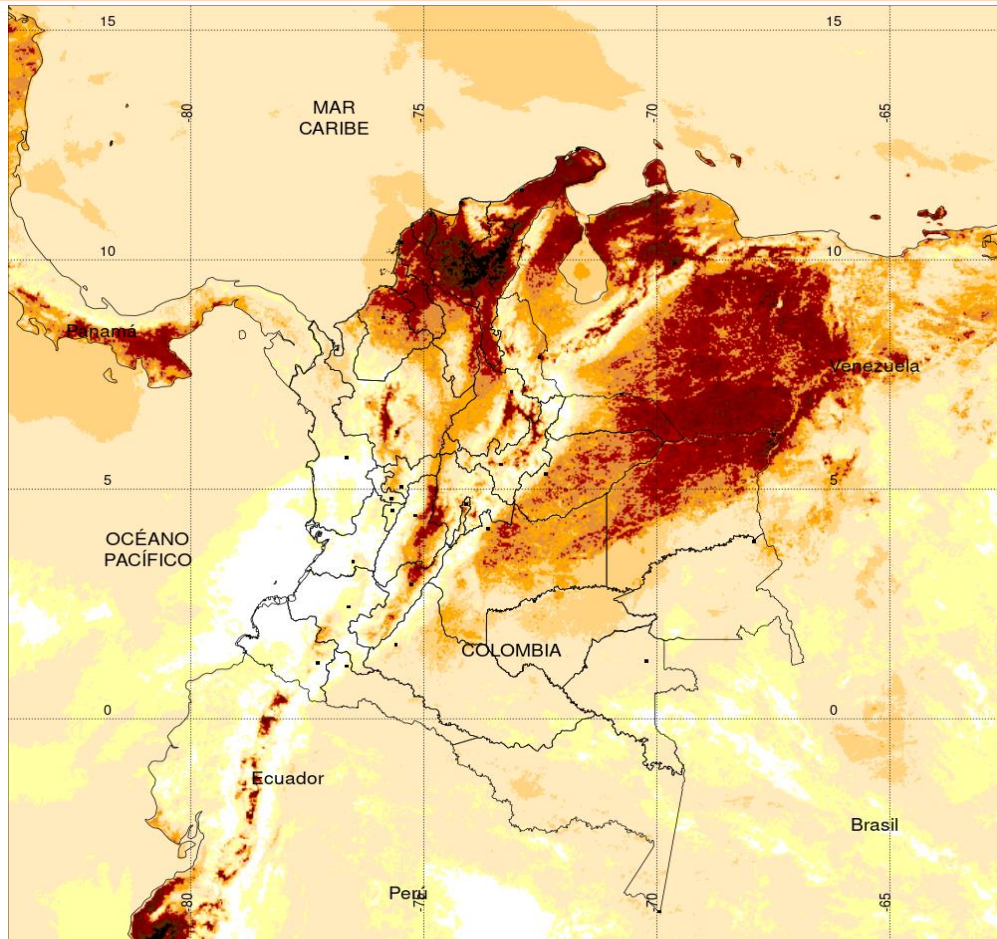 15
15
-80
-75
-70
-65
MAR
CARIBE
10
10
Panamá
Venezuela
5
5
OCÉANO
PACÍFICO
COLOMBIA
0
0
Ecuador
Brasil
Perú
-80
-75
-70
-65